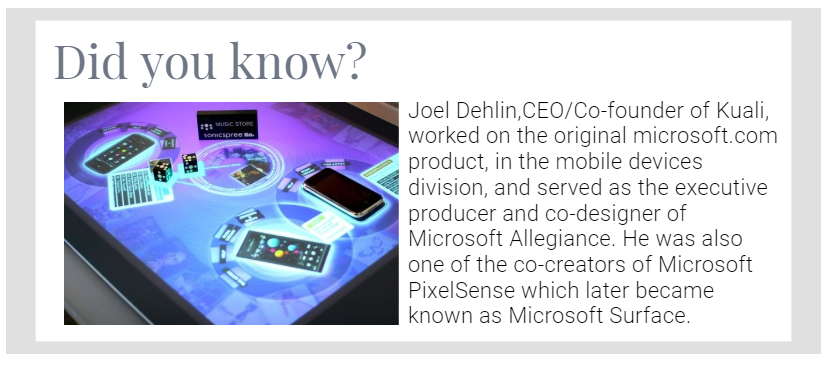 Did you know?
MUSIC STORE
sonicspree
Joel Dehlin,CEO/Co-founder of Kuali,
worked on the original microsoft.com
product, in the mobile devices
division, and served as the executive
producer and co-designer of
Microsoft Allegiance. He was also
one of the co-creators of Microsoft
PixelSense which later became
known as Microsoft Surface.